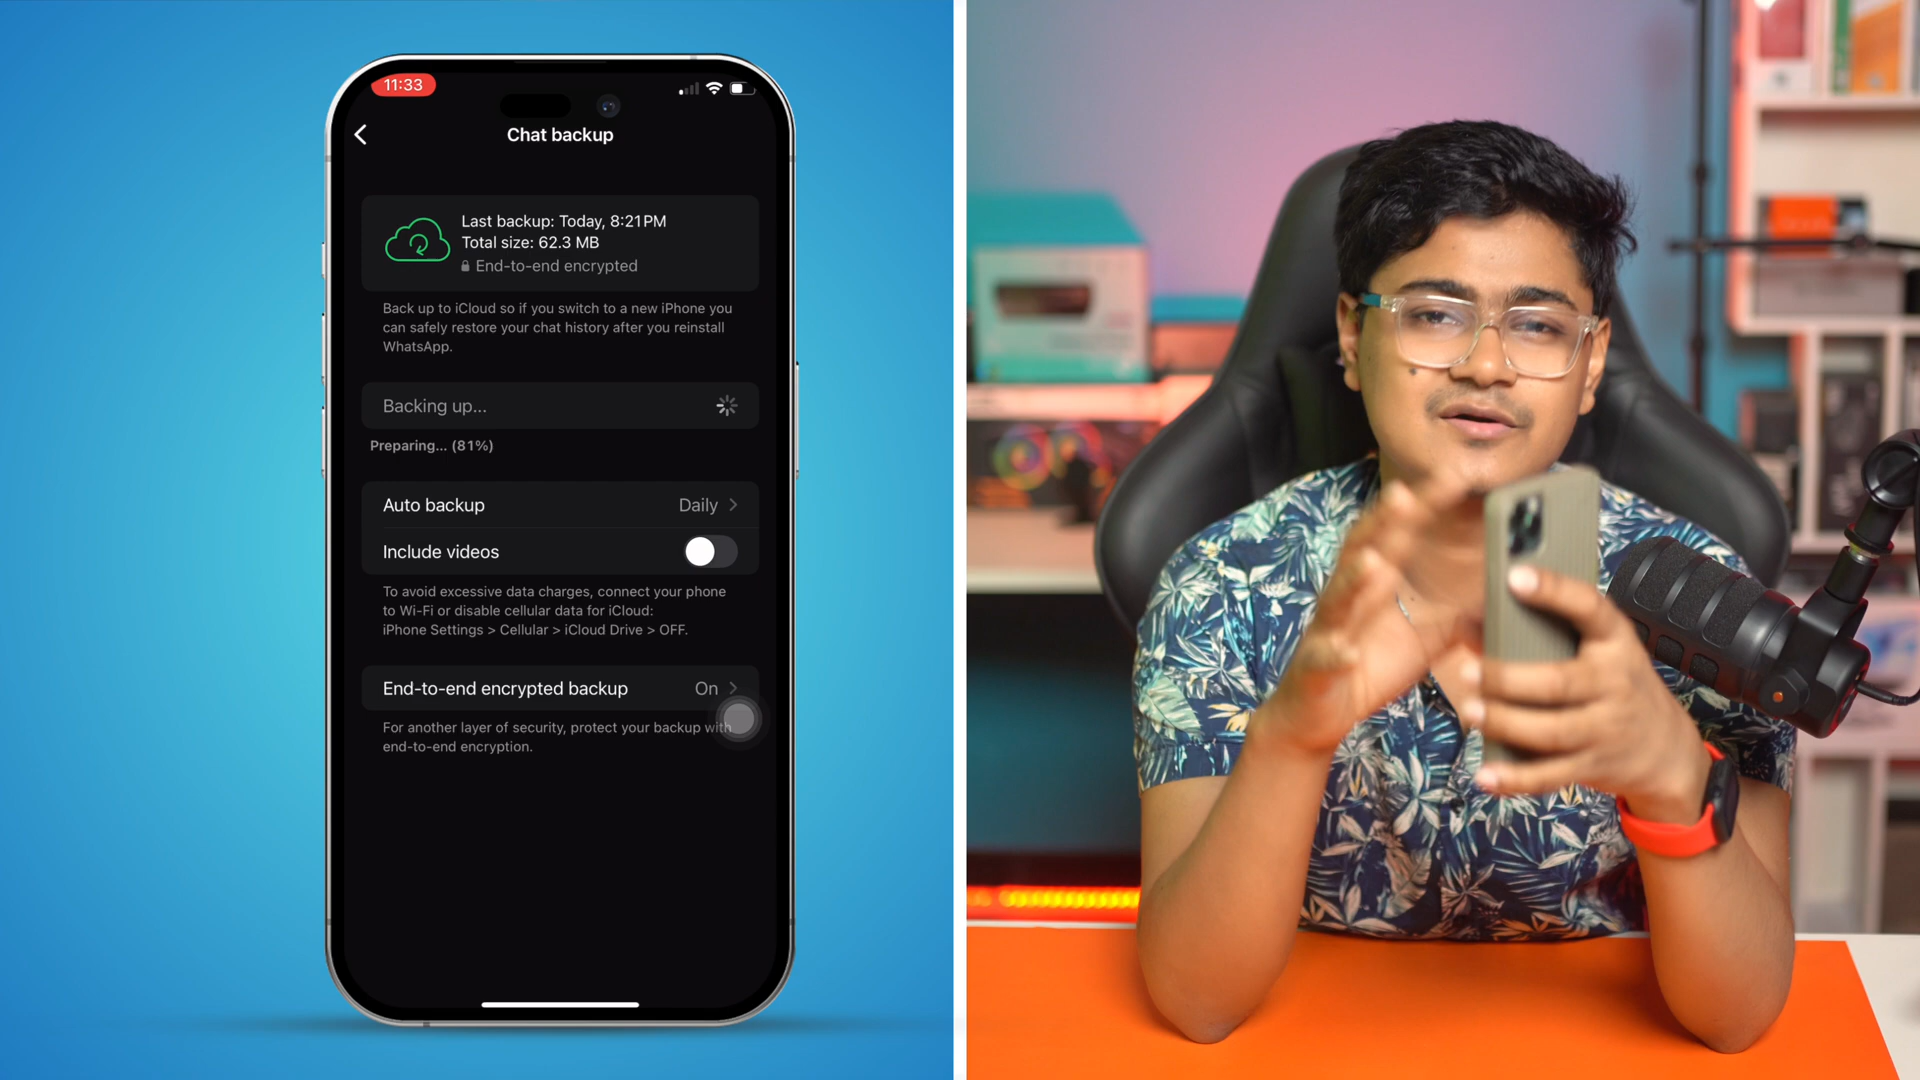 11:33
Chat backup
Last backup: Today, 8:21 PM
Total size: 62.3 MB
End-to-end encrypted
Back up to iCloud so if you switch to a new iPhone you
can safely restore your chat history after you reinstall
WhatsApp.
Backing up...
Preparing... (81%)
Auto backup Daily
Include videos
To avoid excessive data charges, connect your phone
to Wi-Fi or disable cellular data for iCloud:
iPhone Settings > Cellular > iCloud Drive > OFF.
End-to-end encrypted backup On
For another layer of security, protect your backup with
end-to-end encryption.